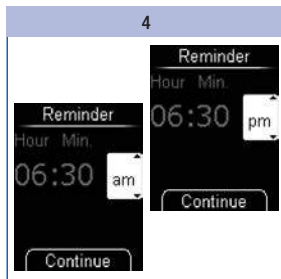 4
Reminder
Hour Min.
06:30 am
Continue
Reminder
Hour Min.
06:30 pm
Continue